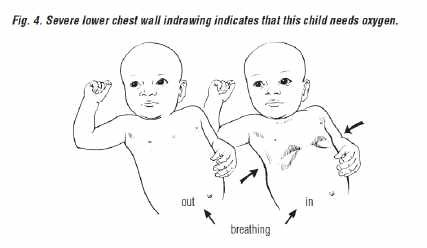 Fig. 4. Severe lower chest wall indrawing indicates that this child needs oxygen.
out
in
breathing